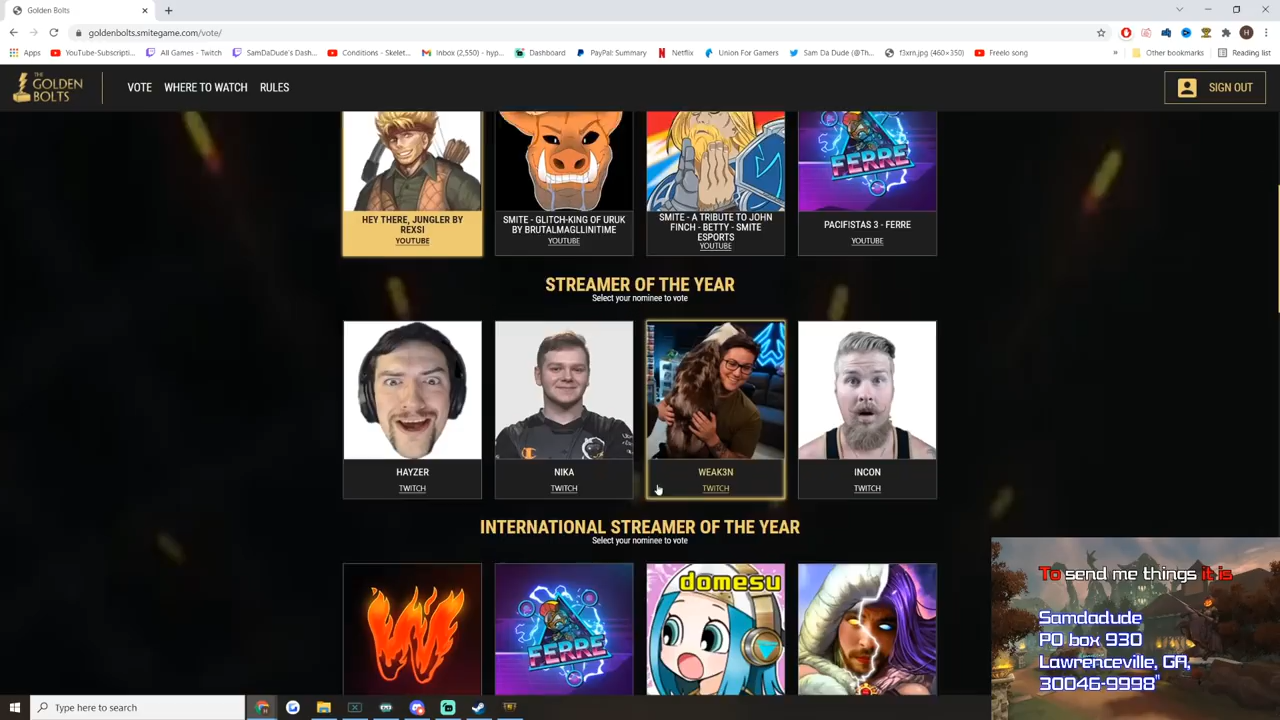 Golden Bolts
goldenbolts.smitegame.com/vote/
Apps
YouTube-Subscripti...
All Games - Twitch
SamDaDude's Dash...
Conditions - Skelet...
Inbox (2,550) - hyp...
Dashboard
PayPal: Summary
Netflix
Union For Gamers
Sam Da Dude (@Th...
f3xrn.jpg (460×350)
Freelo song
»
Other bookmarks
Reading list
H
THE
GOLDEN
BOLTS
VOTE
WHERE TO WATCH
RULES
SIGN OUT
HEY THERE, JUNGLER BY
REXSI
YOUTUBE
SMITE - GLITCH-KING OF URUK
BY BRUTALMAGLLINITIME
YOUTUBE
SMITE - A TRIBUTE TO JOHN
FINCH - BETTY - SMITE
ESPORTS
YOUTUBE
FERRE
PACIFISTAS 3 - FERRE
YOUTUBE
STREAMER OF THE YEAR
Select your nominee to vote
HAYZER
TWITCH
NIKA
TWITCH
WEAK3N
TWITCH
INCON
TWITCH
INTERNATIONAL STREAMER OF THE YEAR
Select your nominee to vote
FERRE
domesu
To send me things it is
Samdadude
PO box 930
Lawrenceville, GA,
30046-9998"
Type here to search